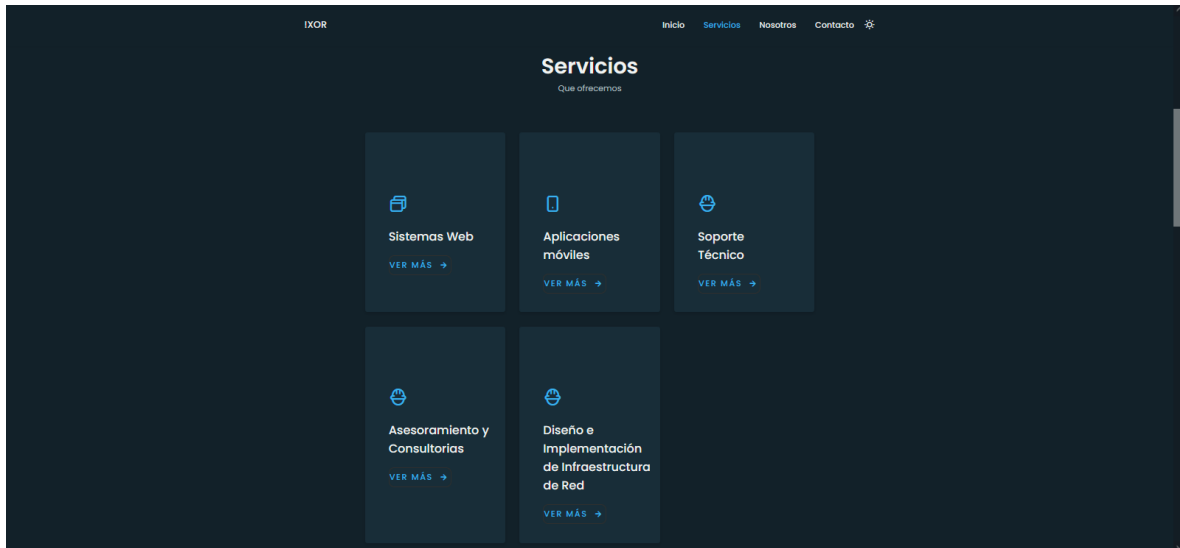 !XOR
Inicio Servicios Nosotros Contacto
Servicios
Que ofrecemos
Sistemas Web
VER MÁS →
Aplicaciones
móviles
VER MÁS →
Soporte
Técnico
VER MÁS →
Asesoramiento y
Consultorias
VER MÁS →
Diseño e
Implementación
de Infraestructura
de Red
VER MÁS →